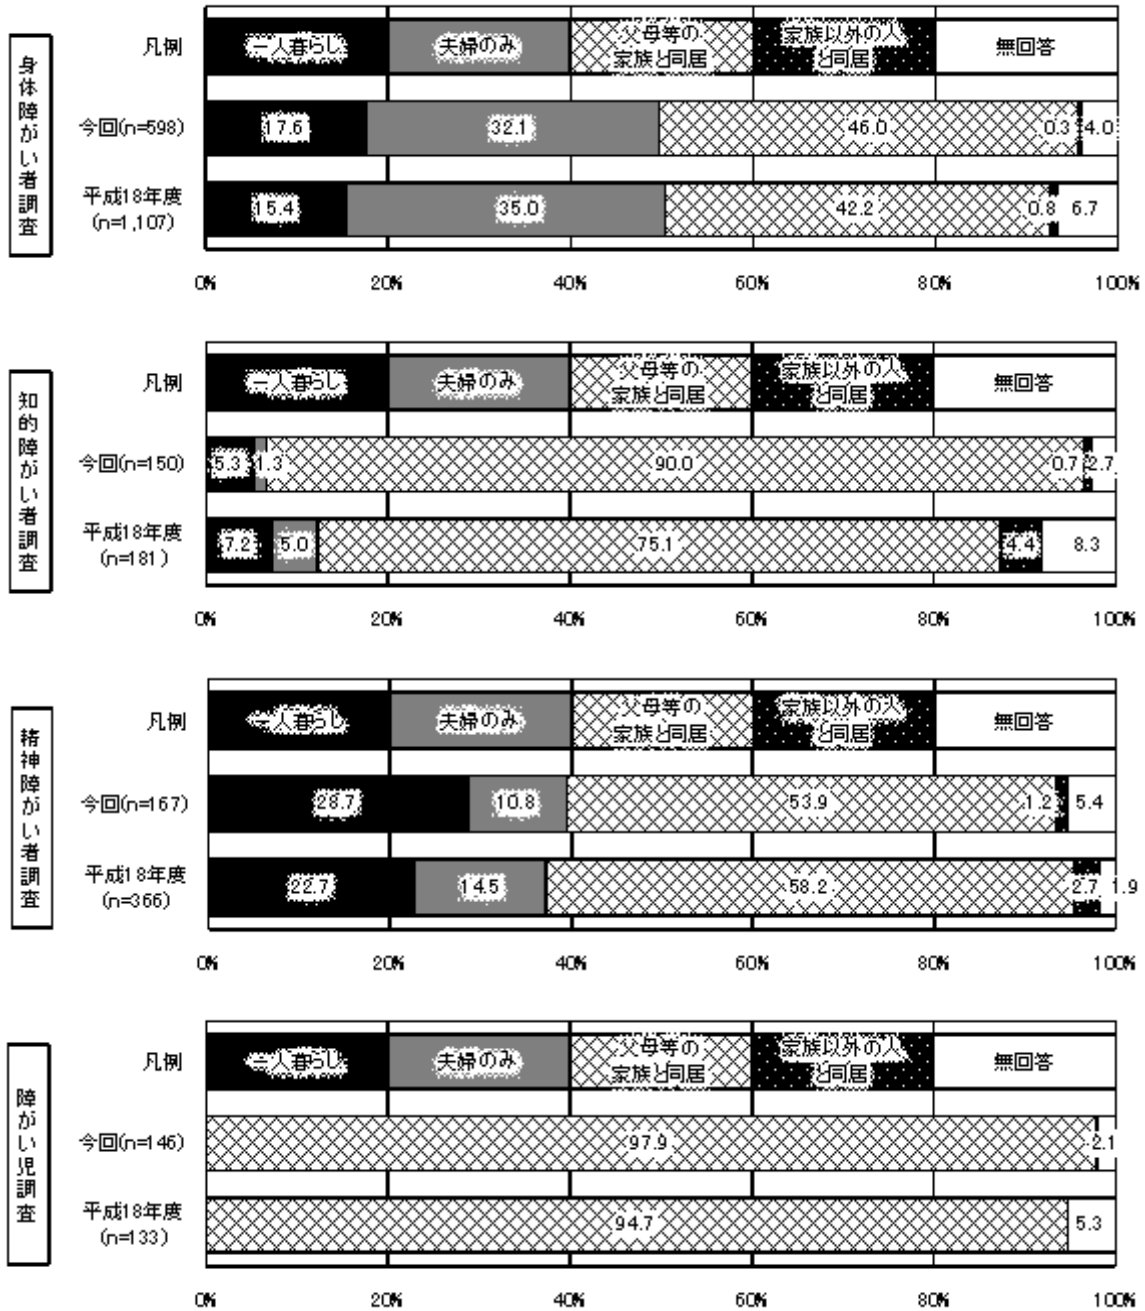 身体障がい者調査
凡例
一人暮らし
夫婦のみ
父母等の
家族と同居
家族以外の人
と同居
無回答
今回(n=598)
17.6
32.1
46.0
0.3
4.0
平成18年度
(n=1,107)
15.4
35.0
42.2
0.8
6.7
0%
20%
40%
60%
80%
100%
知的障がい者調査
凡例
一人暮らし
夫婦のみ
父母等の
家族と同居
家族以外の人
と同居
無回答
今回(n=150)
5.3
1.3
90.0
0.7
2.7
平成18年度
(n=181)
7.2
5.0
75.1
4.4
8.3
0%
20%
40%
60%
80%
100%
精神障がい者調査
凡例
一人暮らし
夫婦のみ
父母等の
家族と同居
家族以外の人
と同居
無回答
今回(n=167)
28.7
10.8
53.9
1.2
5.4
平成18年度
(n=366)
22.7
14.5
58.2
2.7
1.9
0%
20%
40%
60%
80%
100%
障がい児調査
凡例
一人暮らし
夫婦のみ
父母等の
家族と同居
家族以外の人
と同居
無回答
今回(n=146)
97.9
2.1
平成18年度
(n=133)
94.7
5.3
0%
20%
40%
60%
80%
100%